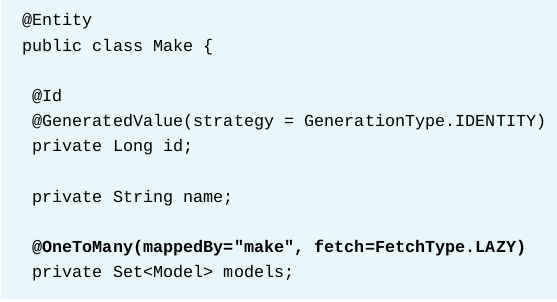 @Entity
public class Make {
@Id
@GeneratedValue(strategy = GenerationType.IDENTITY)
private Long id;
private String name;
@OneToMany(mappedBy="make", fetch=FetchType.LAZY)
private Set<Model> models;